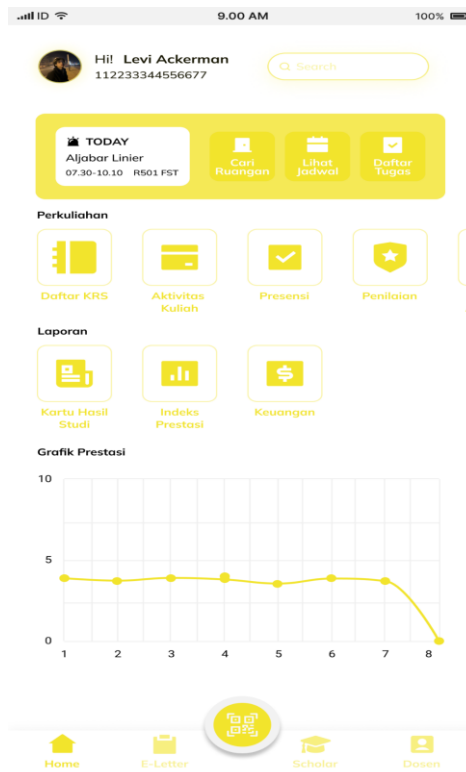 ID 9.00 AM 100%
Hi! Levi Ackerman
112233344556677
Search
TODAY
Aljabar Linier
07.30-10.10 R501 FST
Cari
Ruangan
Lihat
Jadwal
Daftar
Tugas
Perkuliahan
Daftar KRS
Aktivitas
Kuliah
Presensi
Penilaian
Laporan
Kartu Hasil
Studi
Indeks
Prestasi
Keuangan
Grafik Prestasi
10
5
0
1 2 3 4 5 6 7 8
Home E-Letter Scholar Dosen